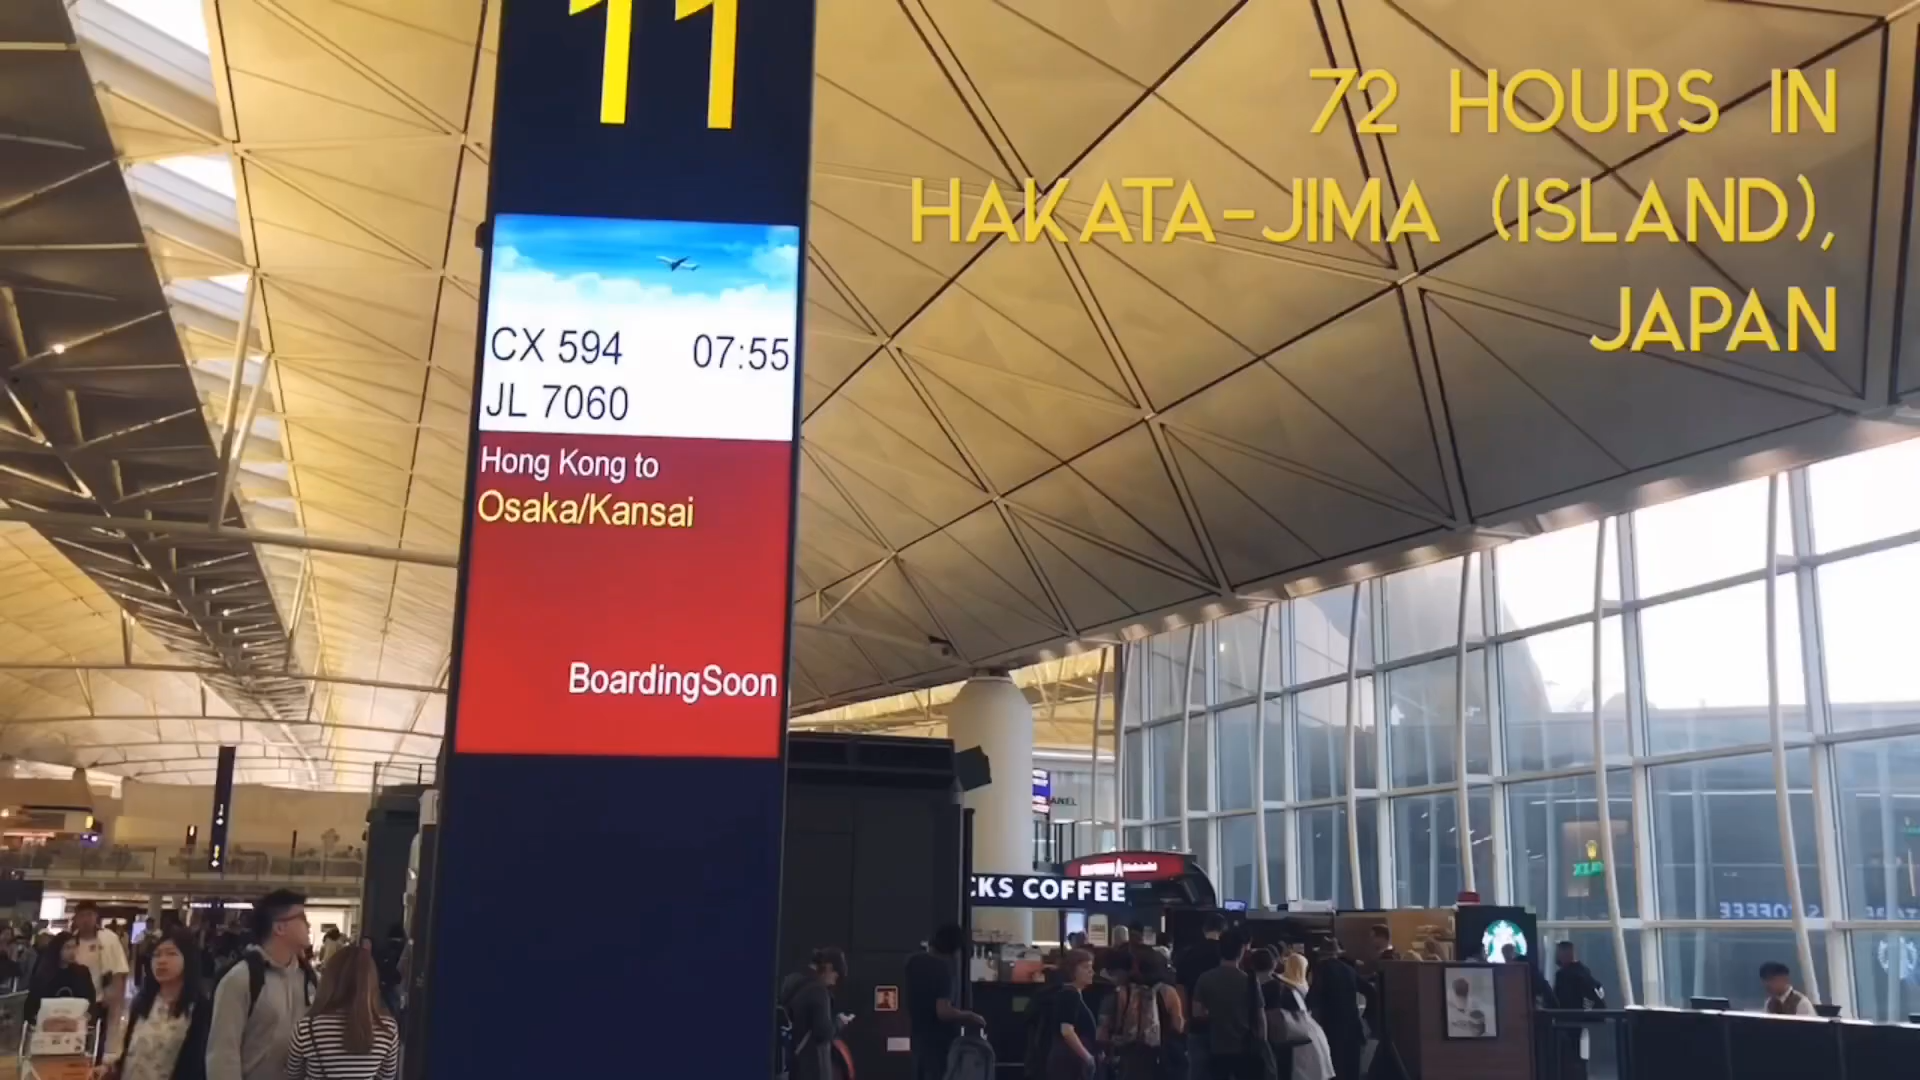 11
72 HOURS IN
HAKATA-JIMA (ISLAND),
JAPAN
CX 594 07:55
JL 7060
Hong Kong to
Osaka/Kansai
BoardingSoon
CKS COFFEE